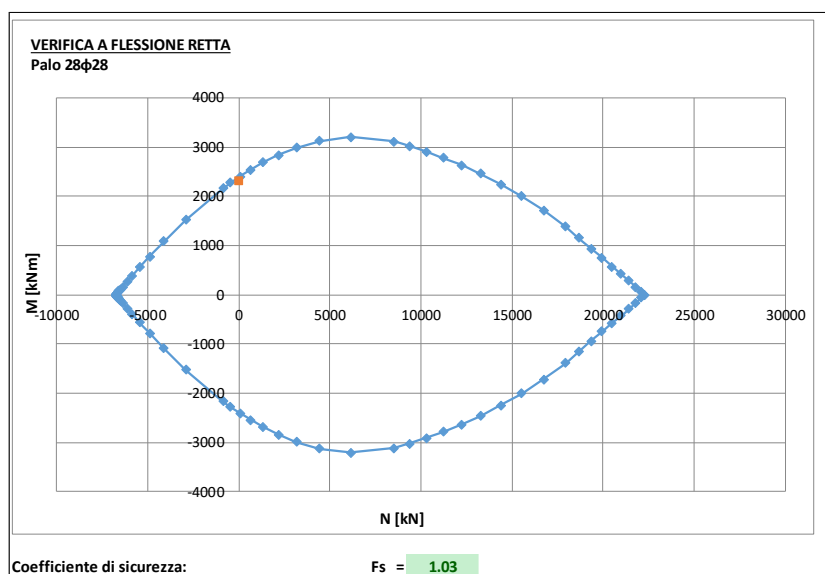 VERIFICA A FLESSIONE RETTA
Palo 28ϕ28
4000
3000
2000
1000
0
-1000
-2000
-3000
-4000
-10000 -5000 0 5000 10000 15000 20000 25000 30000
M [kNm]
N [kN]
Coefficiente di sicurezza: Fs = 1.03